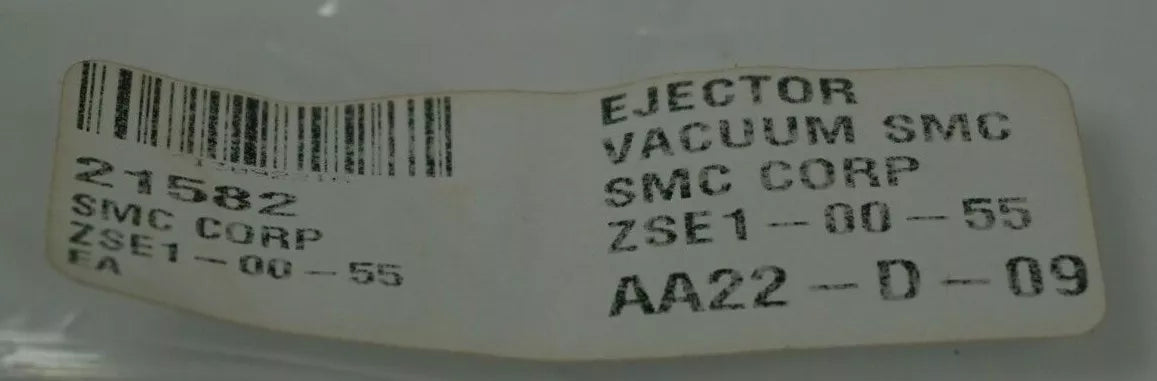 21582
SMC CORP
ZSE1-00-55
EA
EJECTOR
VACUUM SMC
SMC CORP
ZSE1-00-55
AA22-D-09